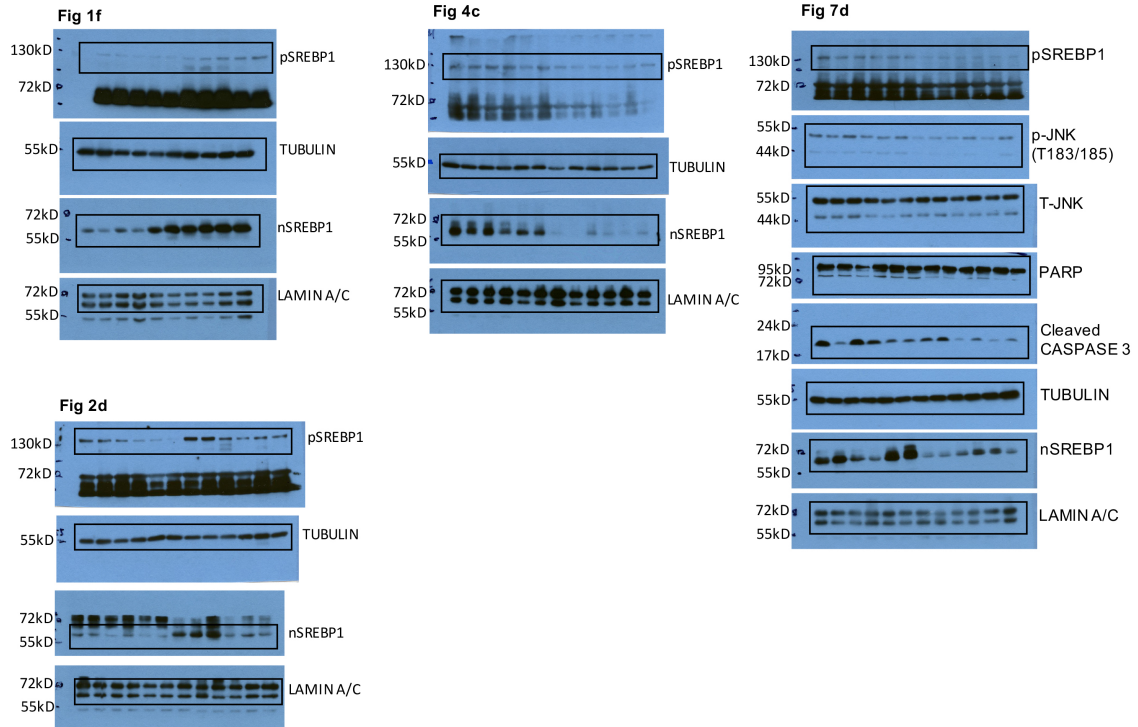 Fig 1f
130kD
pSREBP1
72kD
55kD
TUBULIN
72kD
nSREBP1
55kD
72kD
LAMIN A/C
55kD
Fig 2d
pSREBP1
130kD
72kD
TUBULIN
55kD
72kD
nSREBP1
55kD
72kD
LAMIN A/C
55kD
Fig 4c
130kD
pSREBP1
72kD
55kD
TUBULIN
72kD
nSREBP1
55kD
72kD
LAMIN A/C
55kD
Fig 7d
pSREBP1
130kD
72kD
55kD
p-JNK
(T183/185)
44kD
55kD
T-JNK
44kD
95kD
PARP
72kD
24kD
Cleaved
CASPASE 3
17kD
TUBULIN
55kD
72kD
nSREBP1
55kD
72kD
LAMIN A/C
55kD